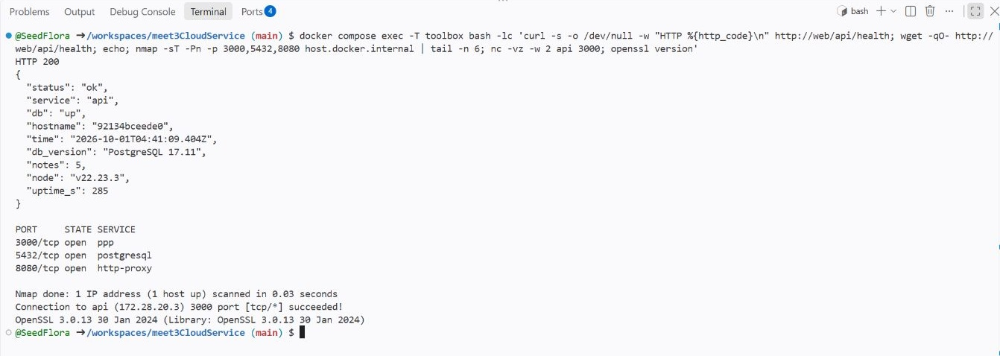 Problems Output Debug Console Terminal Ports 4 bash
@SeedFlora ➜/workspaces/meet3CloudService (main) $ docker compose exec -T toolbox bash -lc 'curl -s -o /dev/null -w "HTTP %{http_code}\n" http://web/api/health; wget -qO- http://
web/api/health; echo; nmap -sT -Pn -p 3000,5432,8080 host.docker.internal | tail -n 6; nc -vz -w 2 api 3000; openssl version'
HTTP 200
{
  "status": "ok",
  "service": "api",
  "db": "up",
  "hostname": "92134bceede0",
  "time": "2026-10-01T04:41:09.404Z",
  "db_version": "PostgreSQL 17.11",
  "notes": 5,
  "node": "v22.23.3",
  "uptime_s": 285
}
PORT     STATE SERVICE
3000/tcp open  ppp
5432/tcp open  postgresql
8080/tcp open  http-proxy
Nmap done: 1 IP address (1 host up) scanned in 0.03 seconds
Connection to api (172.28.20.3) 3000 port [tcp/*] succeeded!
OpenSSL 3.0.13 30 Jan 2024 (Library: OpenSSL 3.0.13 30 Jan 2024)
@SeedFlora ➜/workspaces/meet3CloudService (main) $